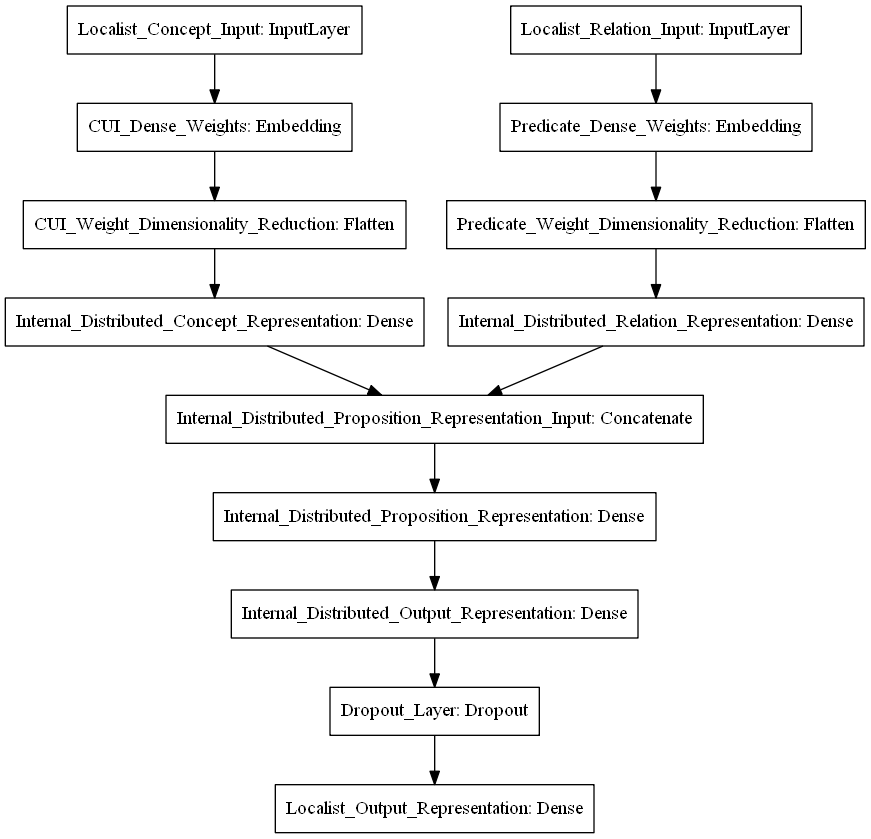 Localist_Concept_Input: InputLayer
Localist_Relation_Input: InputLayer
CUI_Dense_Weights: Embedding
Predicate_Dense_Weights: Embedding
CUI_Weight_Dimensionality_Reduction: Flatten
Predicate_Weight_Dimensionality_Reduction: Flatten
Internal_Distributed_Concept_Representation: Dense
Internal_Distributed_Relation_Representation: Dense
Internal_Distributed_Proposition_Representation_Input: Concatenate
Internal_Distributed_Proposition_Representation: Dense
Internal_Distributed_Output_Representation: Dense
Dropout_Layer: Dropout
Localist_Output_Representation: Dense